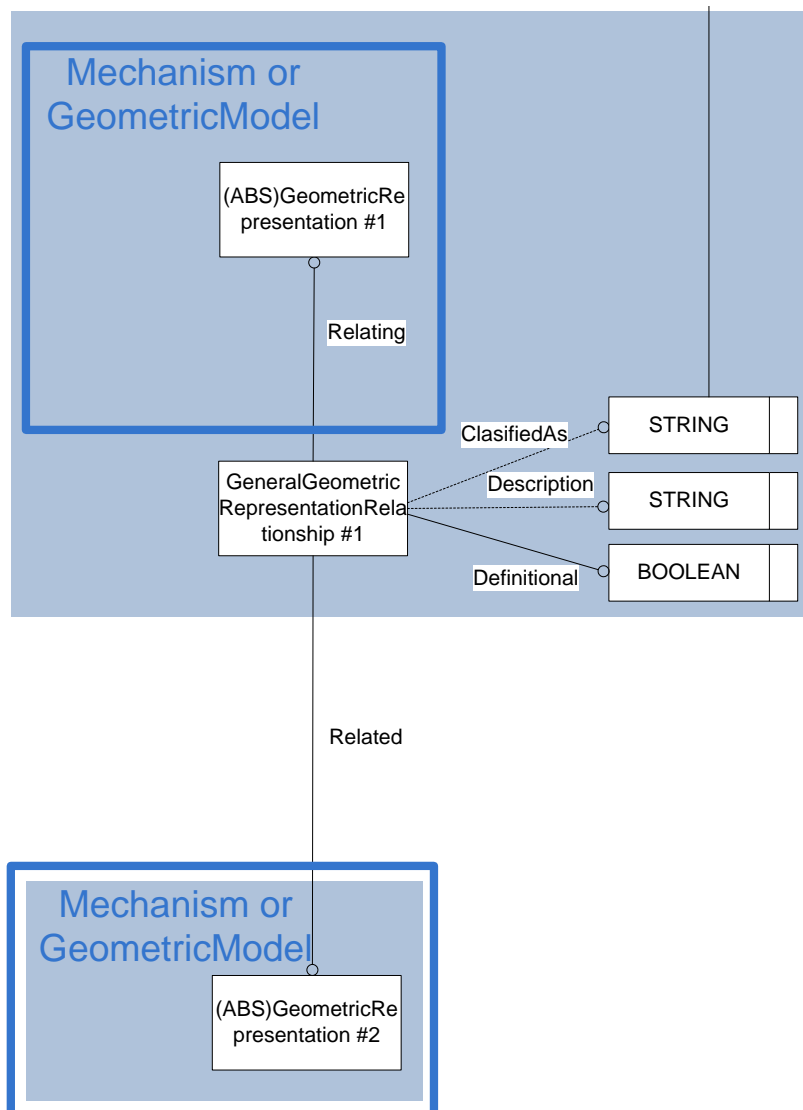 Mechanism or
GeometricModel
(ABS)GeometricRe
presentation #1
Relating
ClasifiedAs
STRING
GeneralGeometric
RepresentationRela
tionship #1
Description
STRING
Definitional
BOOLEAN
Related
Mechanism or
GeometricModel
(ABS)GeometricRe
presentation #2